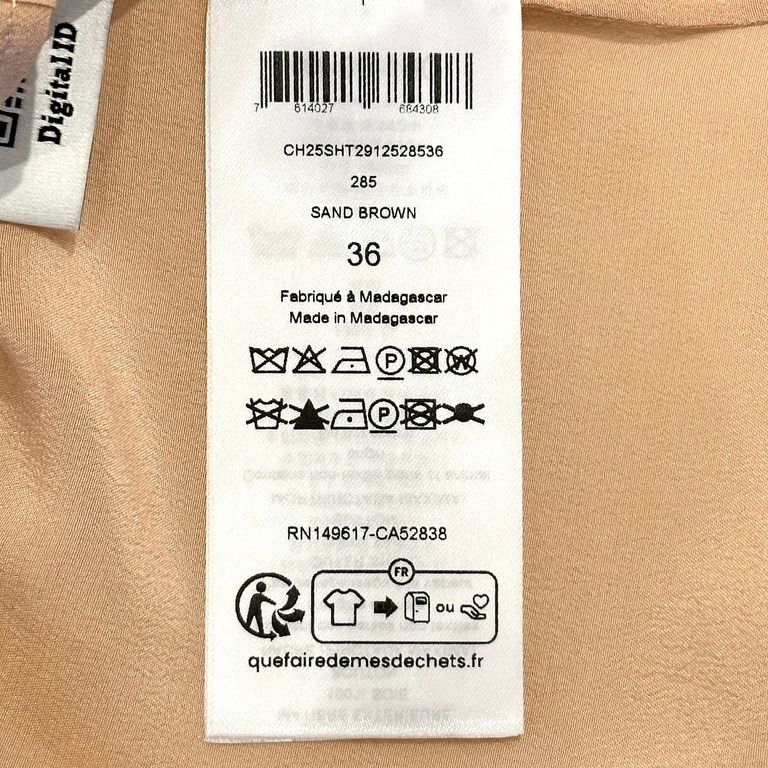 Digital ID
7 614027 684308
CH25SHT2912528536
285
SAND BROWN
36
Fabriqué à Madagascar
Made in Madagascar
P
W
P
RN149617-CA52838
FR
ou
quefairedemesdechets.fr